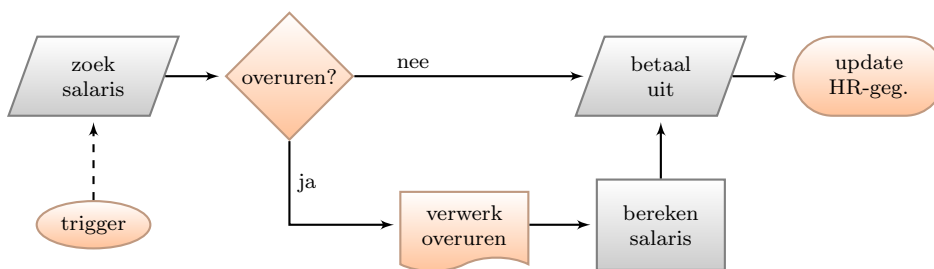 zoek
salaris
overuren?
nee
betaal
uit
update
HR-geg.
ja
trigger
verwerk
overuren
bereken
salaris